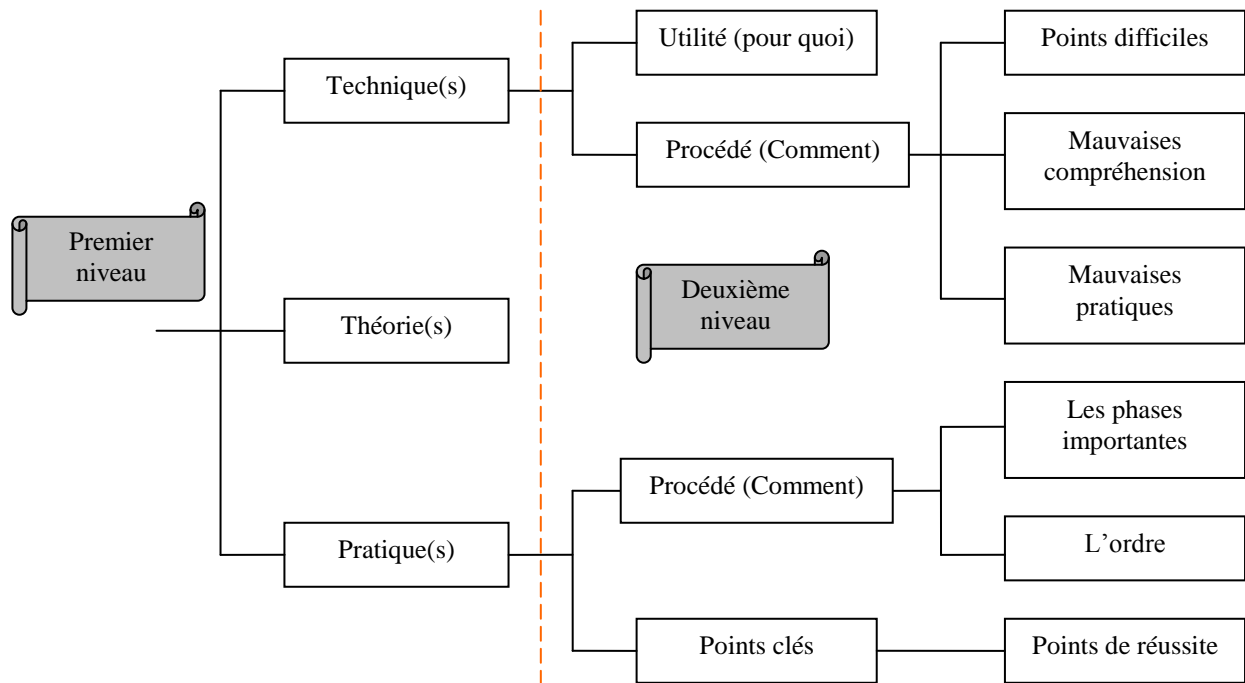 Utilité (pour quoi)
Points difficiles
Technique(s)
Procédé (Comment)
Mauvaises
compréhension
Premier
niveau
Deuxième
niveau
Mauvaises
pratiques
Théorie(s)
Les phases
importantes
Procédé (Comment)
Pratique(s)
L’ordre
Points clés
Points de réussite